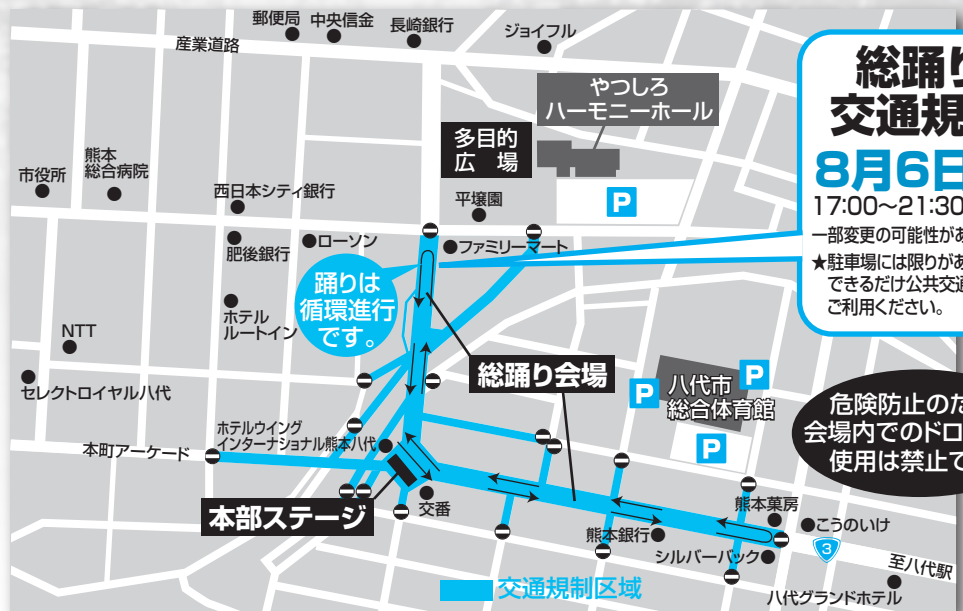 郵便局
中央信金
長崎銀行
ジョイフル
産業道路
やつしろ
ハーモニーホール
多目的
広 場
P
総踊り
交通規
8月6日
17:00〜21:30
一部変更の可能性があ
★駐車場には限りがあ
できるだけ公共交通
ご利用ください。
市役所
熊本
総合病院
西日本シティ銀行
平壌園
肥後銀行
ローソン
ファミリーマート
踊りは
循環進行
です。
ホテル
ルートイン
NTT
セレクトロイヤル八代
総踊り会場
P
八代市
総合体育館
P
P
危険防止のた
会場内でのドロ
使用は禁止で
ホテルウイング
インターナショナル熊本八代
本町アーケード
本部ステージ
交番
熊本銀行
熊本菓房
こうのいけ
シルバーバック
3
至八代駅
八代グランドホテル
交通規制区域